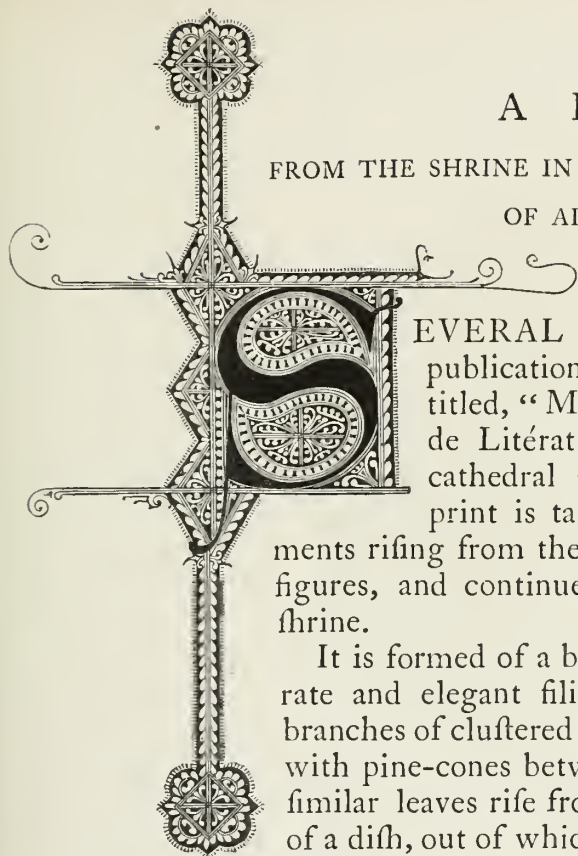 A
FROM THE SHRINE IN
OF AI
SEVERAL
publication
titled, “ M
de Litérat
cathedral
print is ta
ments riſing from the
figures, and continue
ſhrine.
It is formed of a b
rate and elegant fili
branches of cluſtered
with pine-cones betw
ſimilar leaves riſe fro
of a diſh, out of whic